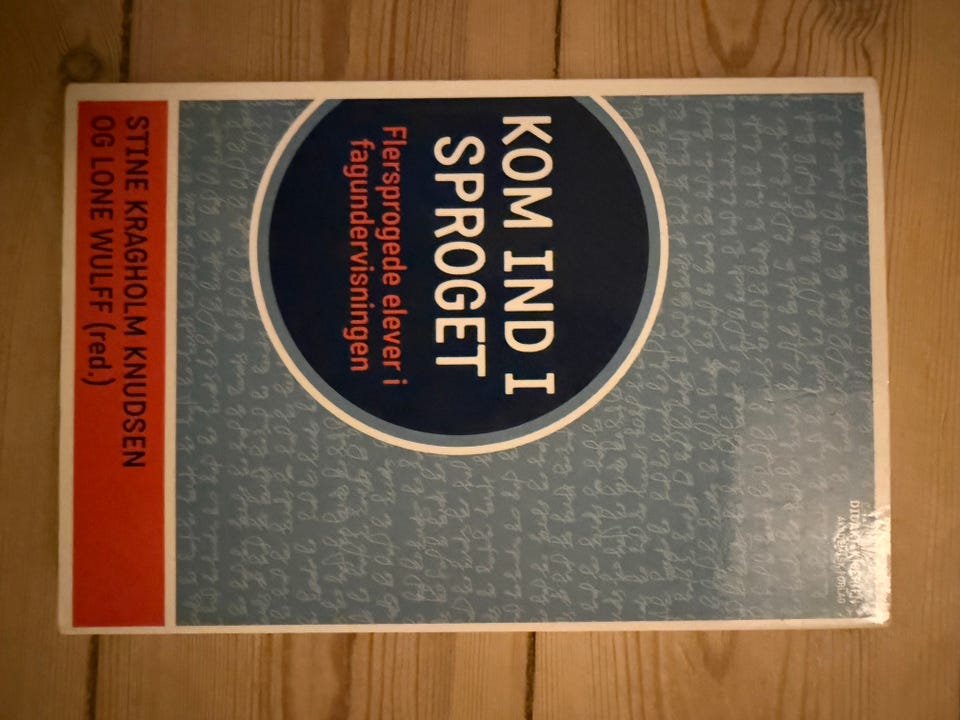 KOM IND I
SPROGET
Flersprogede elever i
fagundervisningen
STINE KRAGHOLM KNUDSEN
OG LONE WULFF (red.)